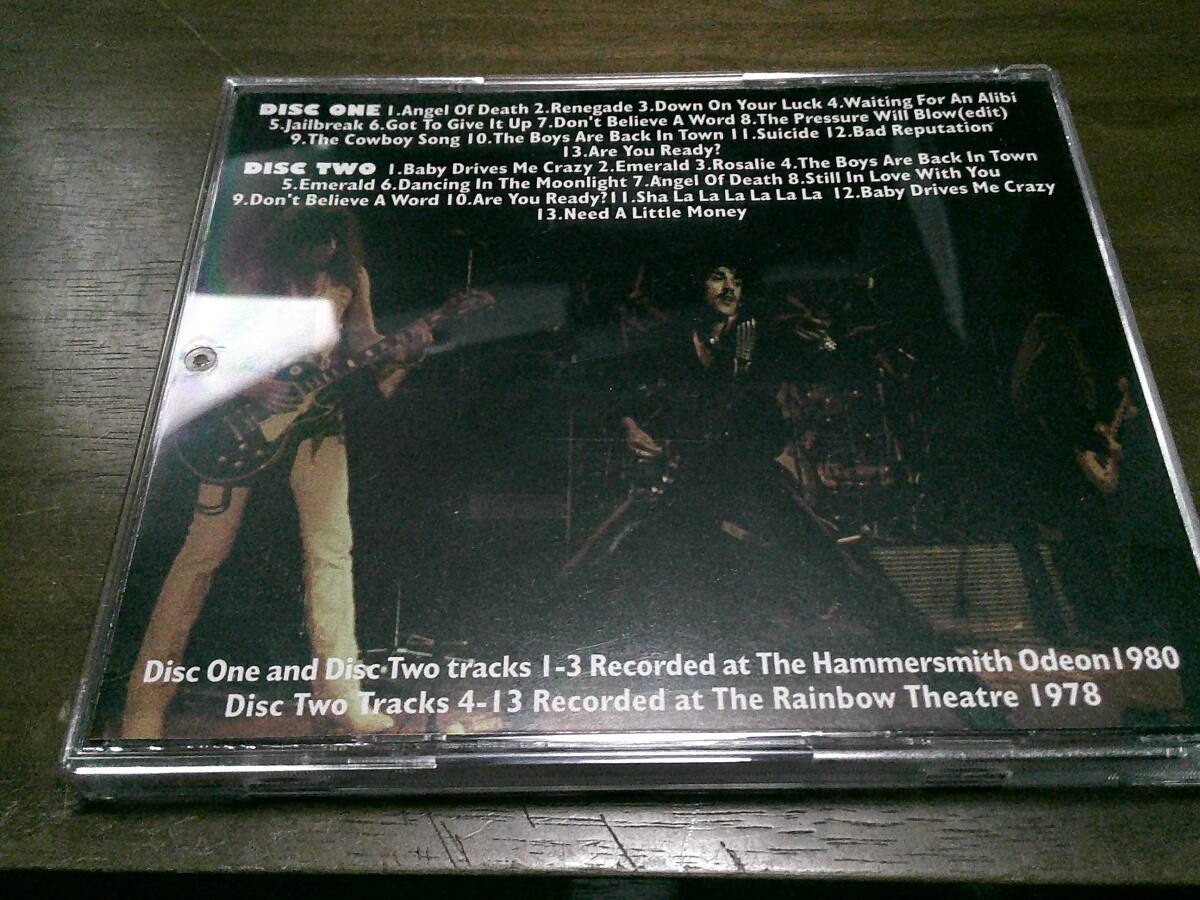 DISC ONE 1.Angel Of Death 2.Renegade 3.Down On Your Luck 4.Waiting For An Alibi
5.Jailbreak 6.Got To Give It Up 7.Don't Believe A Word 8.The Pressure Will Blow(edit)
9.The Cowboy Song 10.The Boys Are Back In Town 11.Suicide 12.Bad Reputation
13.Are You Ready?
DISC TWO 1.Baby Drives Me Crazy 2.Emerald 3.Rosalie 4.The Boys Are Back In Town
5.Emerald 6.Dancing In The Moonlight 7.Angel Of Death 8.Still In Love With You
9.Don't Believe A Word 10.Are You Ready?11.Sha La La La La La La 12.Baby Drives Me Crazy
13.Need A Little Money
Disc One and Disc Two tracks 1-3 Recorded at The Hammersmith Odeon1980
Disc Two Tracks 4-13 Recorded at The Rainbow Theatre 1978